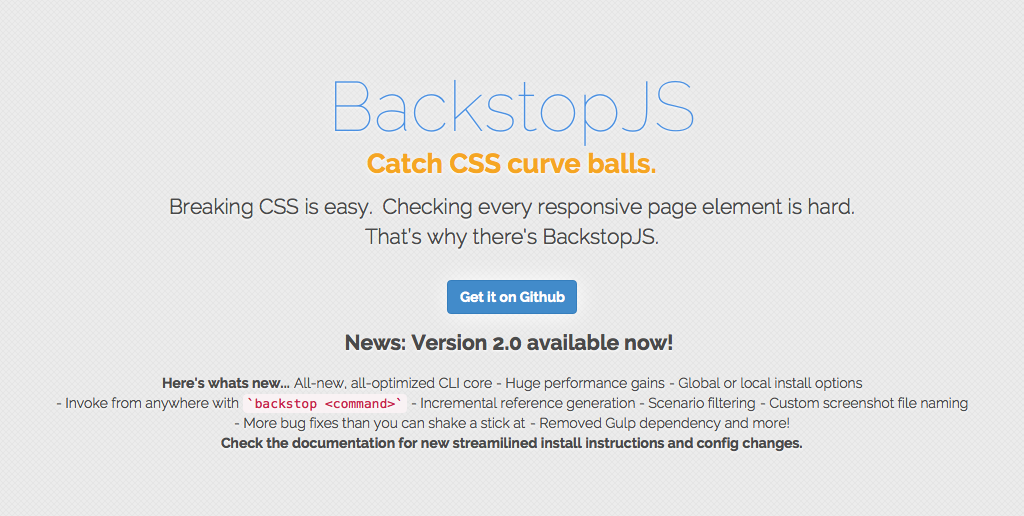 BackstopJS
Catch CSS curve balls.
Breaking CSS is easy.  Checking every responsive page element is hard.
That's why there's BackstopJS.
Get it on Github
News: Version 2.0 available now!
Here's whats new... All-new, all-optimized CLI core - Huge performance gains - Global or local install options
- Invoke from anywhere with `backstop <command>` - Incremental reference generation - Scenario filtering - Custom screenshot file naming
- More bug fixes than you can shake a stick at - Removed Gulp dependency and more!
Check the documentation for new streamilined install instructions and config changes.